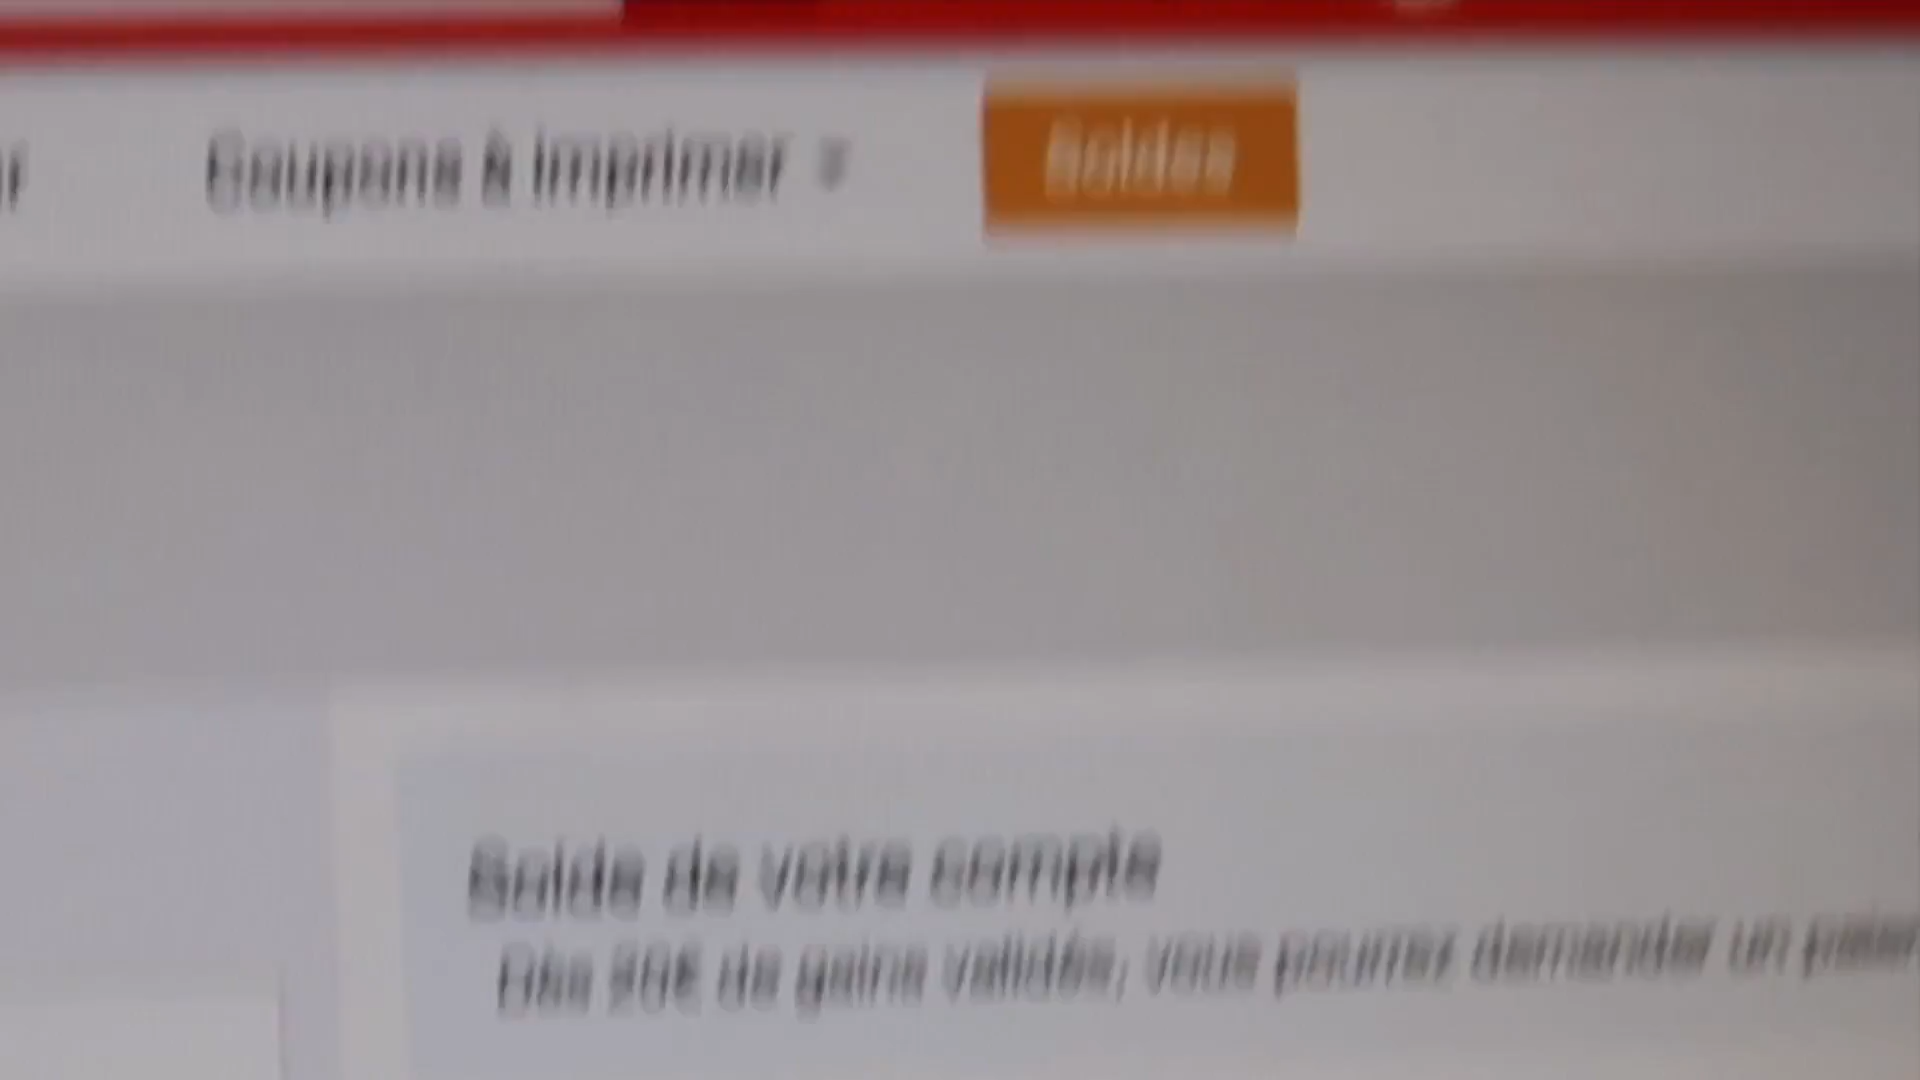 Coupons à Imprimer
Soldes
Solde de votre compte
Dès 20€ de gains validés, vous pourrez demander un